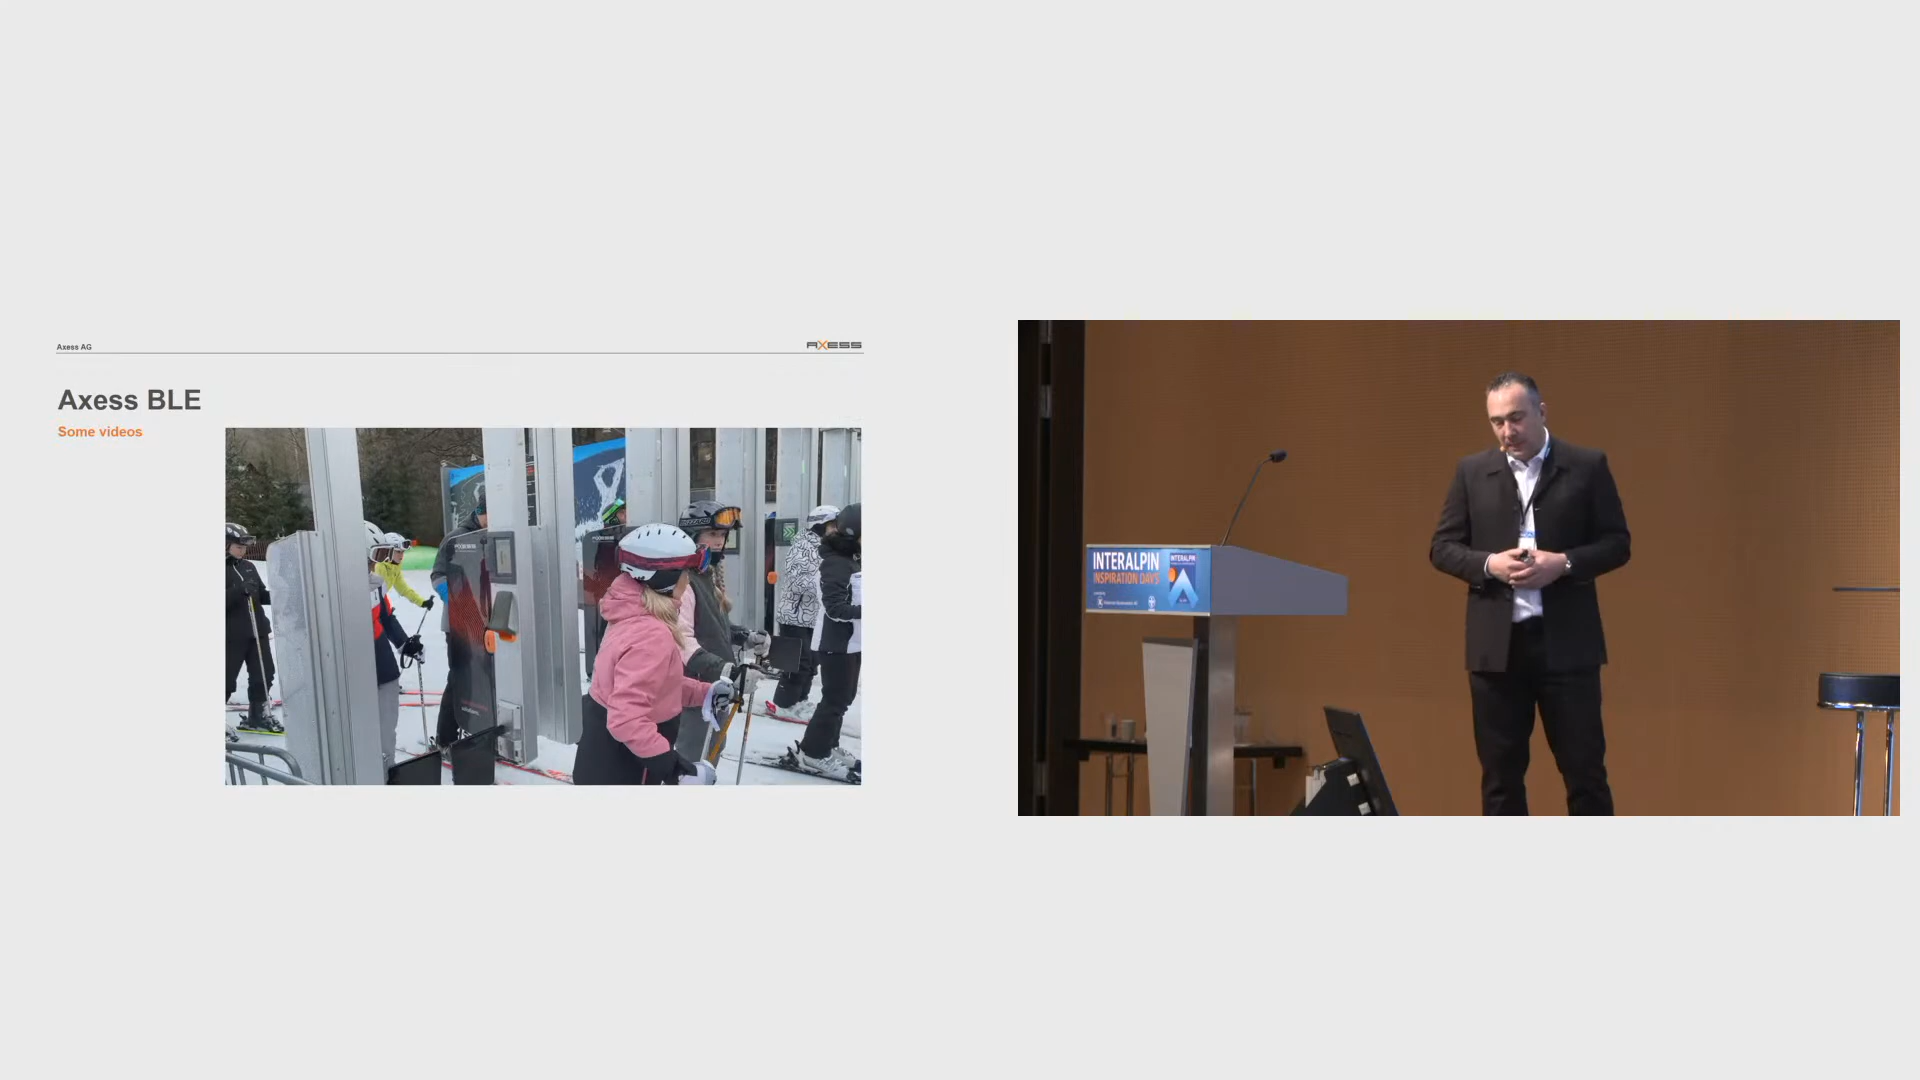 Axess AG
AXESS
Axess BLE
Some videos
INTERALPIN
INSPIRATION DAYS
INTERALPIN